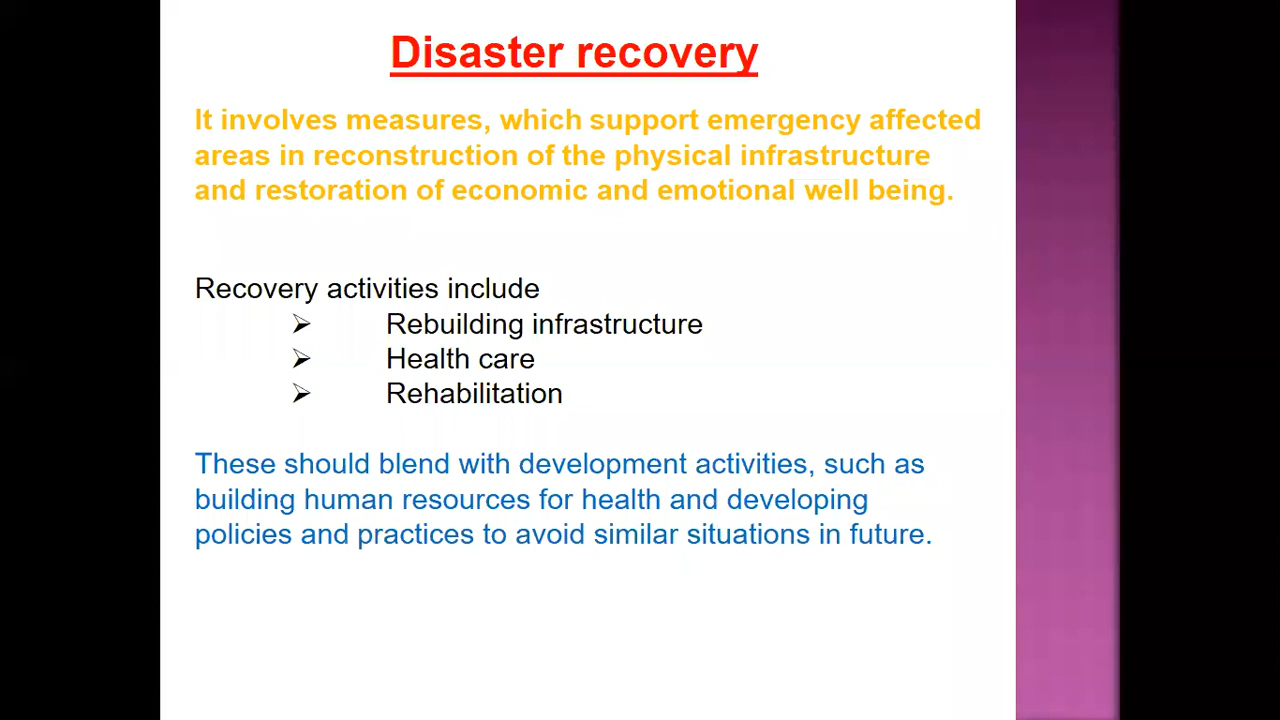 Disaster recovery
It involves measures, which support emergency affected
areas in reconstruction of the physical infrastructure
and restoration of economic and emotional well being.
Recovery activities include
➢ Rebuilding infrastructure
➢ Health care
➢ Rehabilitation
These should blend with development activities, such as
building human resources for health and developing
policies and practices to avoid similar situations in future.